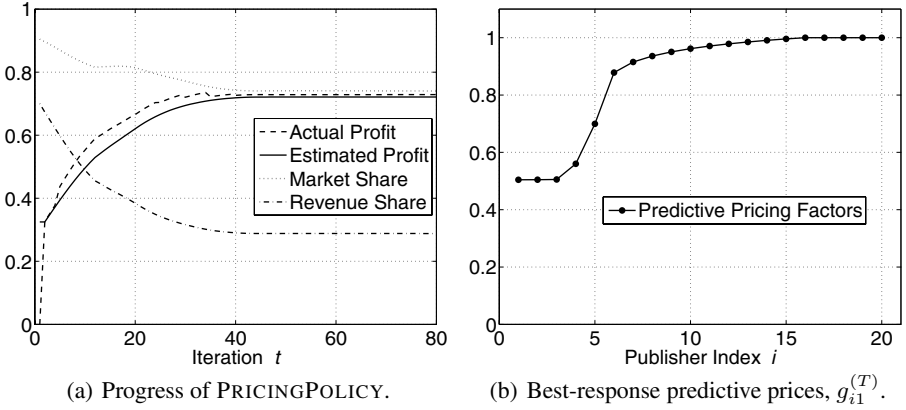 1
0.8
0.6
0.4
0.2
0
0 20 40 60 80
Iteration t
Actual Profit
Estimated Profit
Market Share
Revenue Share
(a) Progress of PRICINGPOLICY.
1
0.8
0.6
0.4
0.2
0
0 5 10 15 20
Publisher Index i
Predictive Pricing Factors
(b) Best-response predictive prices, g_{i1}^{(T)}.